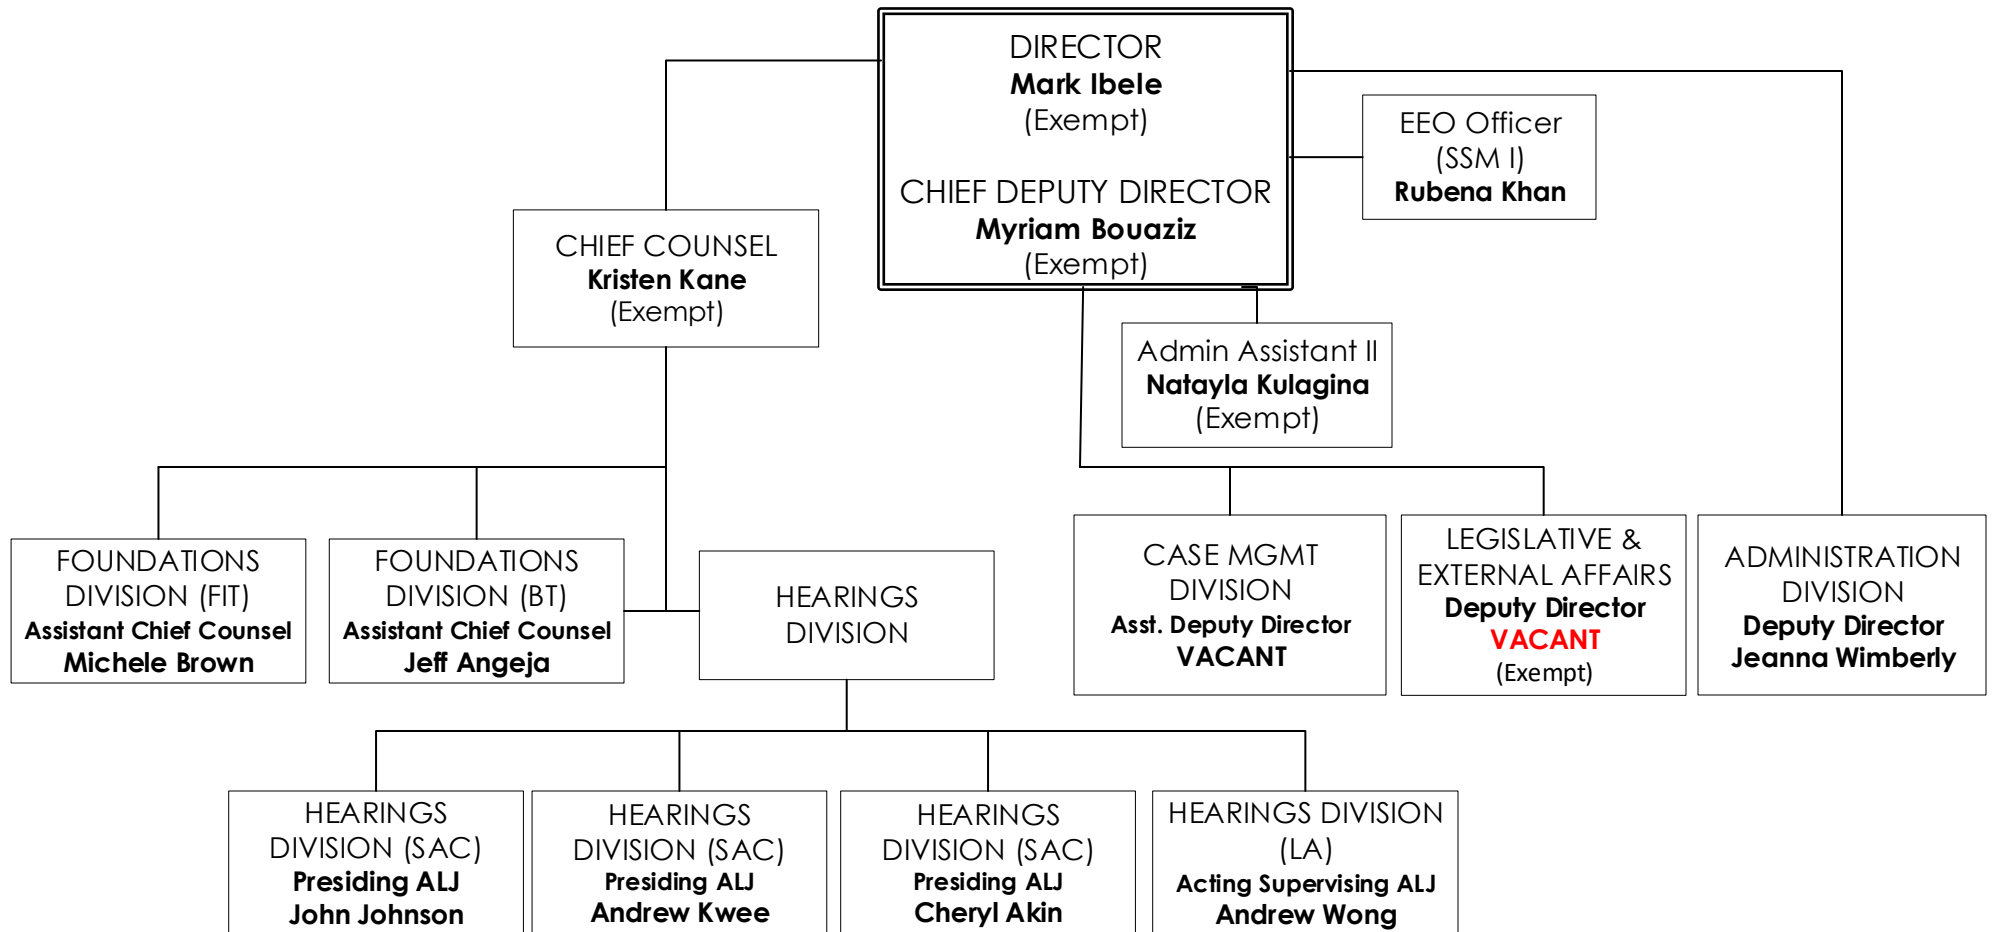 DIRECTOR
Mark Ibele
(Exempt)
CHIEF DEPUTY DIRECTOR
Myriam Bouaziz
(Exempt)
EEO Officer
(SSM I)
Rubena Khan
CHIEF COUNSEL
Kristen Kane
(Exempt)
Admin Assistant II
Natayla Kulagina
(Exempt)
FOUNDATIONS
DIVISION (FIT)
Assistant Chief Counsel
Michele Brown
FOUNDATIONS
DIVISION (BT)
Assistant Chief Counsel
Jeff Angeja
HEARINGS
DIVISION
CASE MGMT
DIVISION
Asst. Deputy Director
VACANT
LEGISLATIVE &
EXTERNAL AFFAIRS
Deputy Director
VACANT
(Exempt)
ADMINISTRATION
DIVISION
Deputy Director
Jeanna Wimberly
HEARINGS
DIVISION (SAC)
Presiding ALJ
John Johnson
HEARINGS
DIVISION (SAC)
Presiding ALJ
Andrew Kwee
HEARINGS
DIVISION (SAC)
Presiding ALJ
Cheryl Akin
HEARINGS DIVISION
(LA)
Acting Supervising ALJ
Andrew Wong